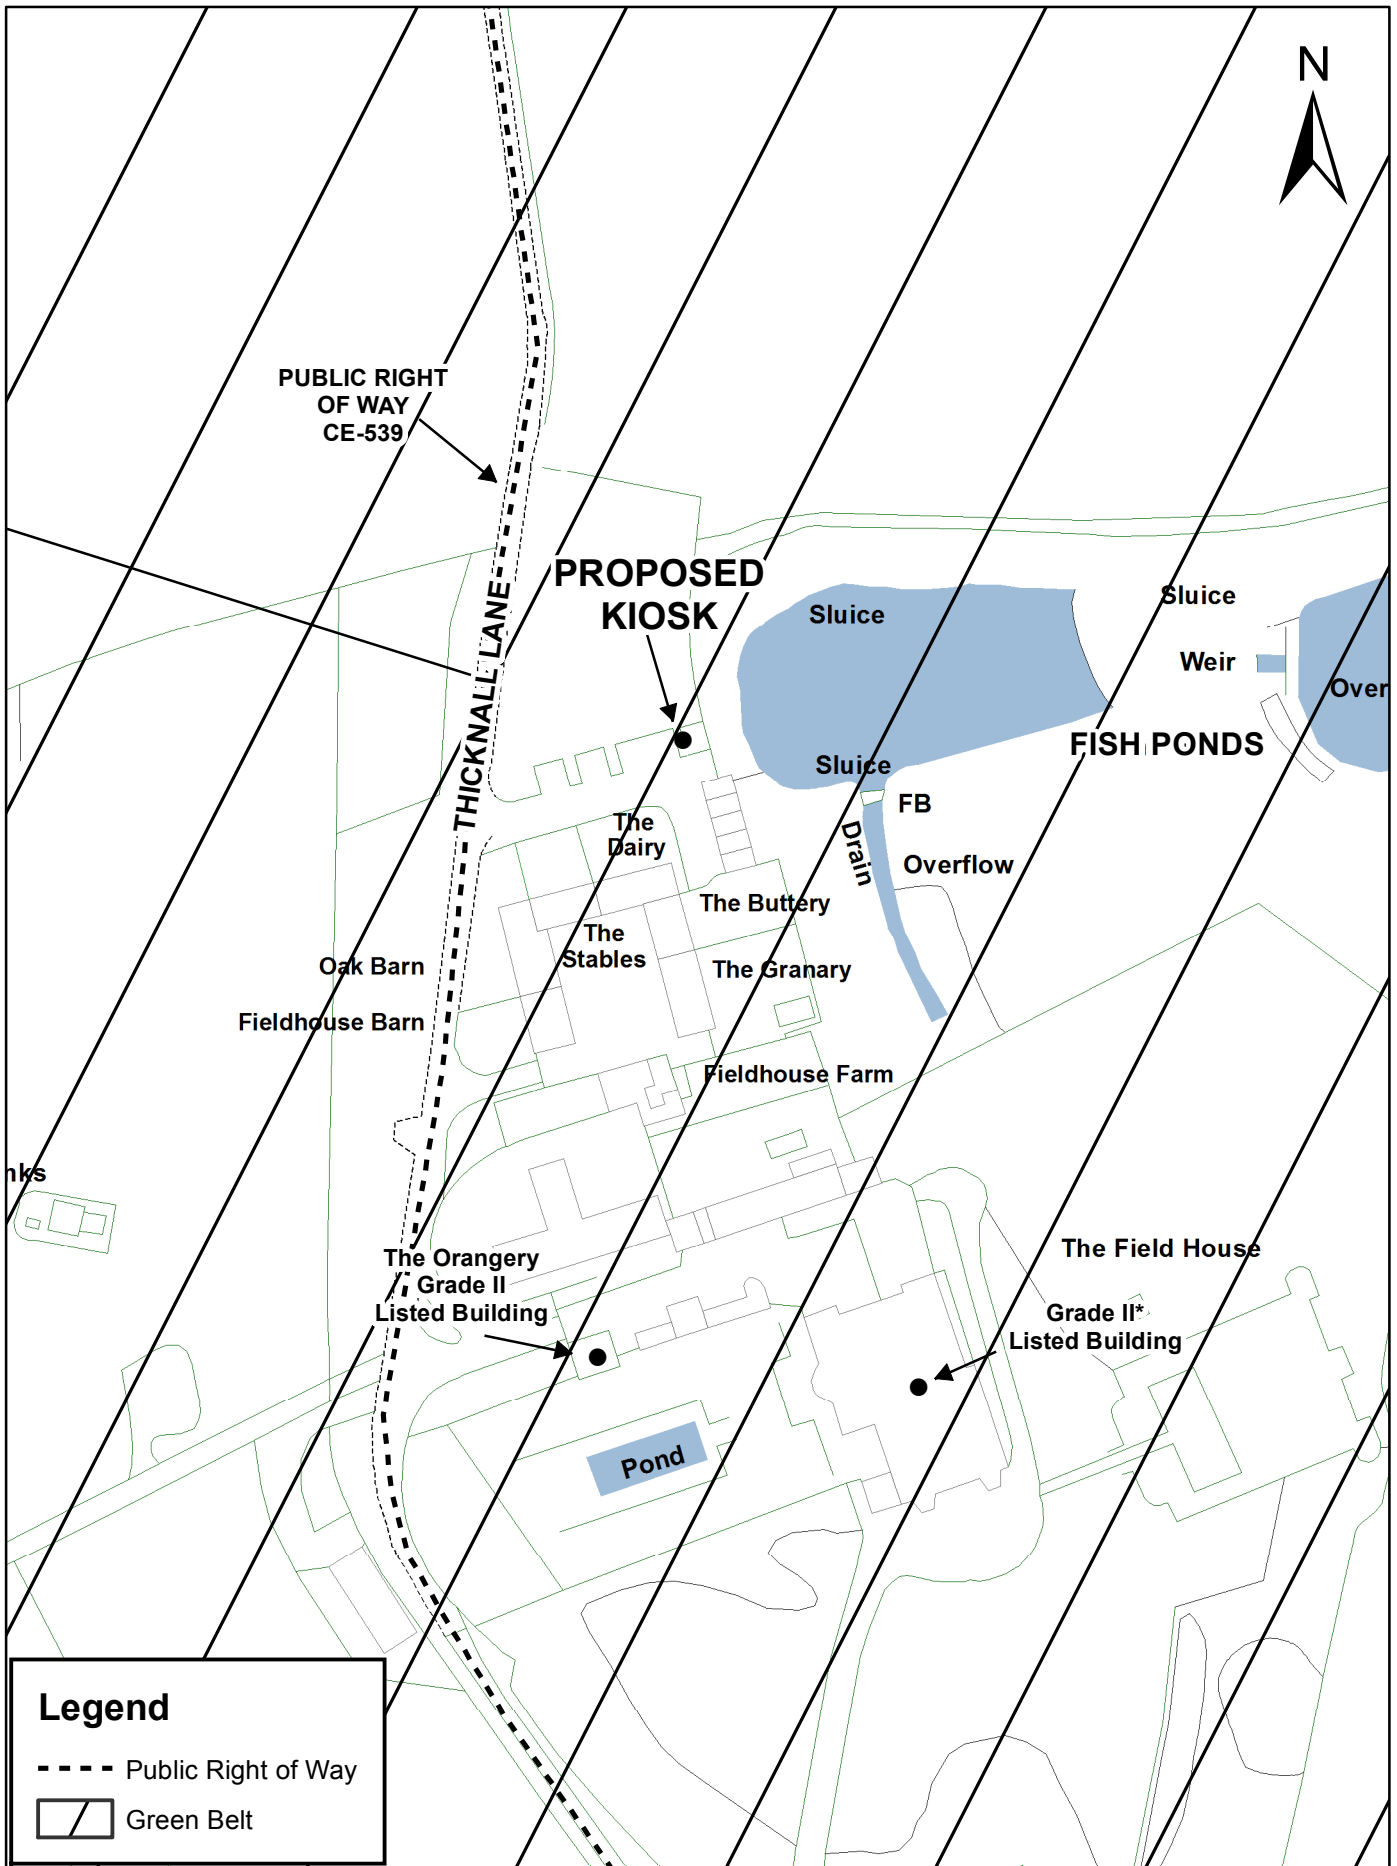 N
PUBLIC RIGHT
OF WAY
CE-539
PROPOSED
KIOSK
THICKNALL LANE
Sluice
Sluice
Weir
Over
FISH PONDS
Sluice
FB
Drain
Overflow
The
Dairy
The Buttery
The
Stables
The Granary
Oak Barn
Fieldhouse Barn
Fieldhouse Farm
nks
The Orangery
Grade II
Listed Building
The Field House
Grade II*
Listed Building
Pond
Legend
Public Right of Way
Green Belt